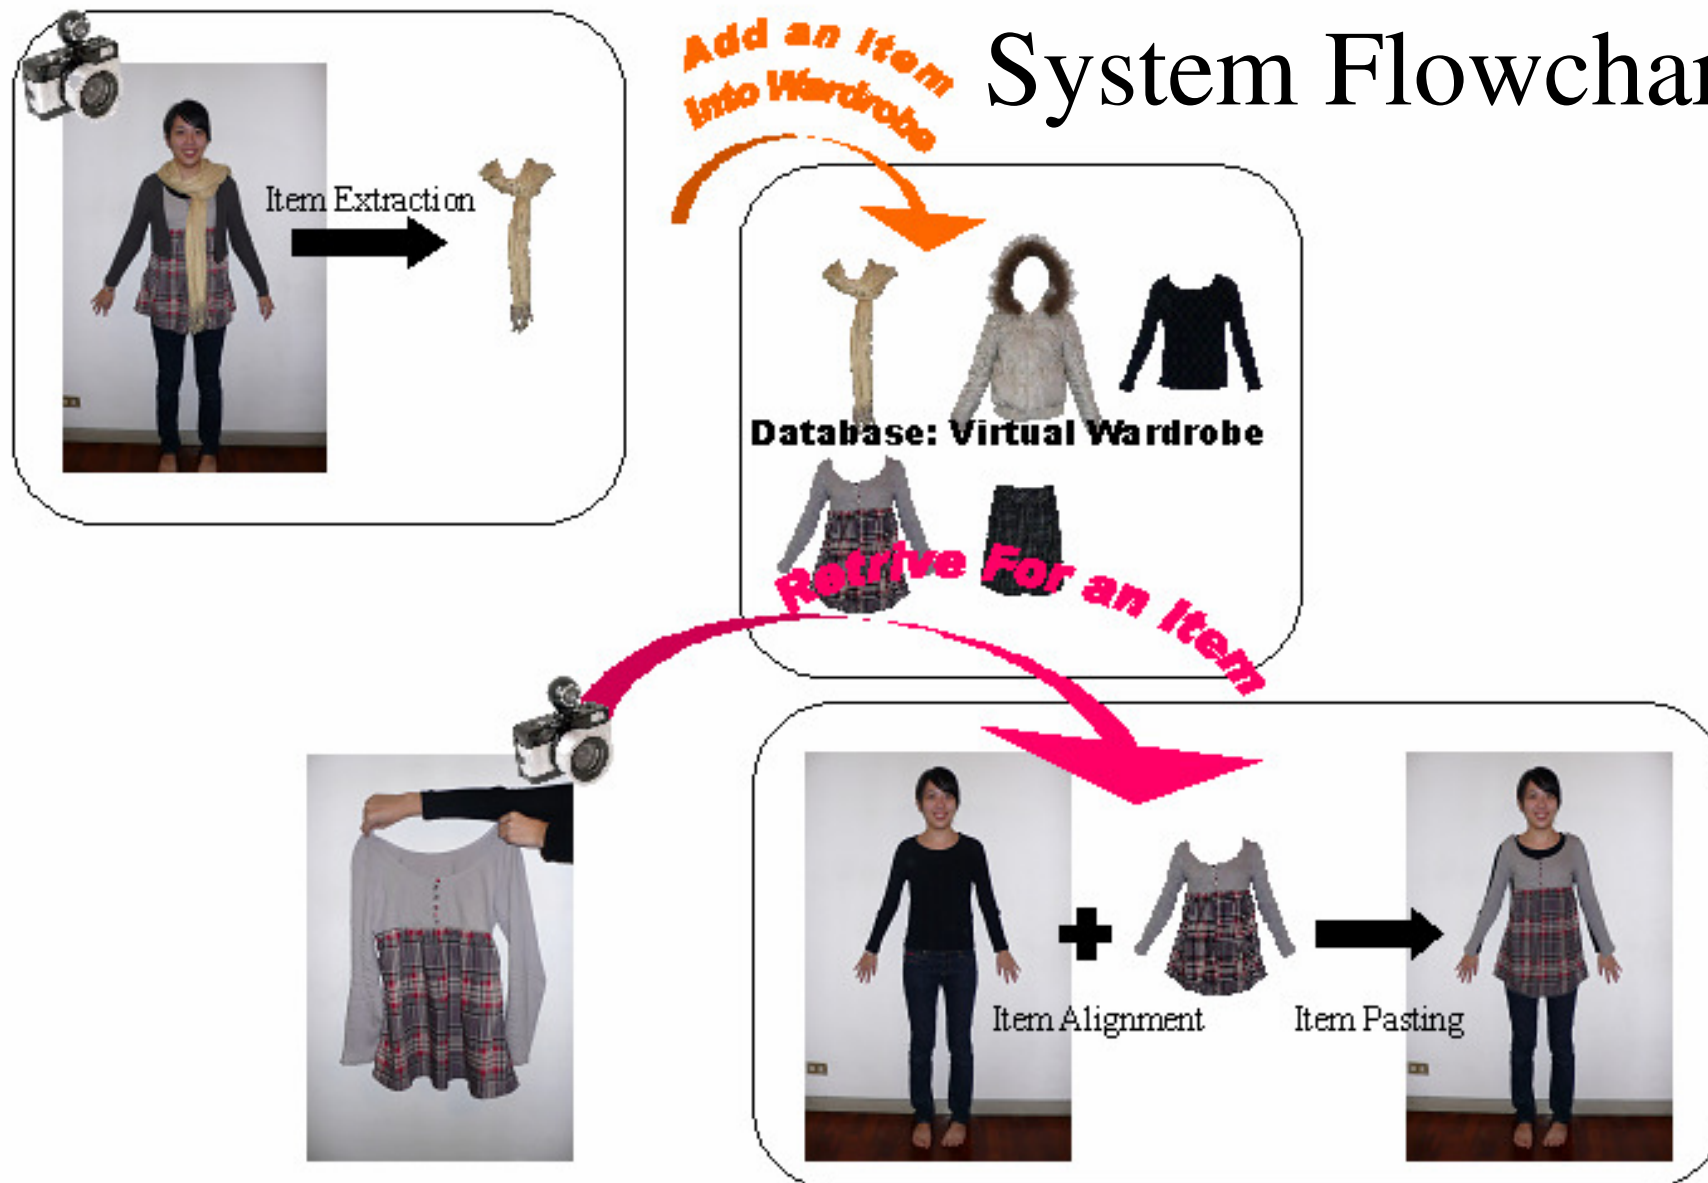 Add an Item
Into Wardrobe
System Flowchar
Item Extraction
Database: Virtual Wardrobe
Retrive For an Item
Item Alignment
Item Pasting